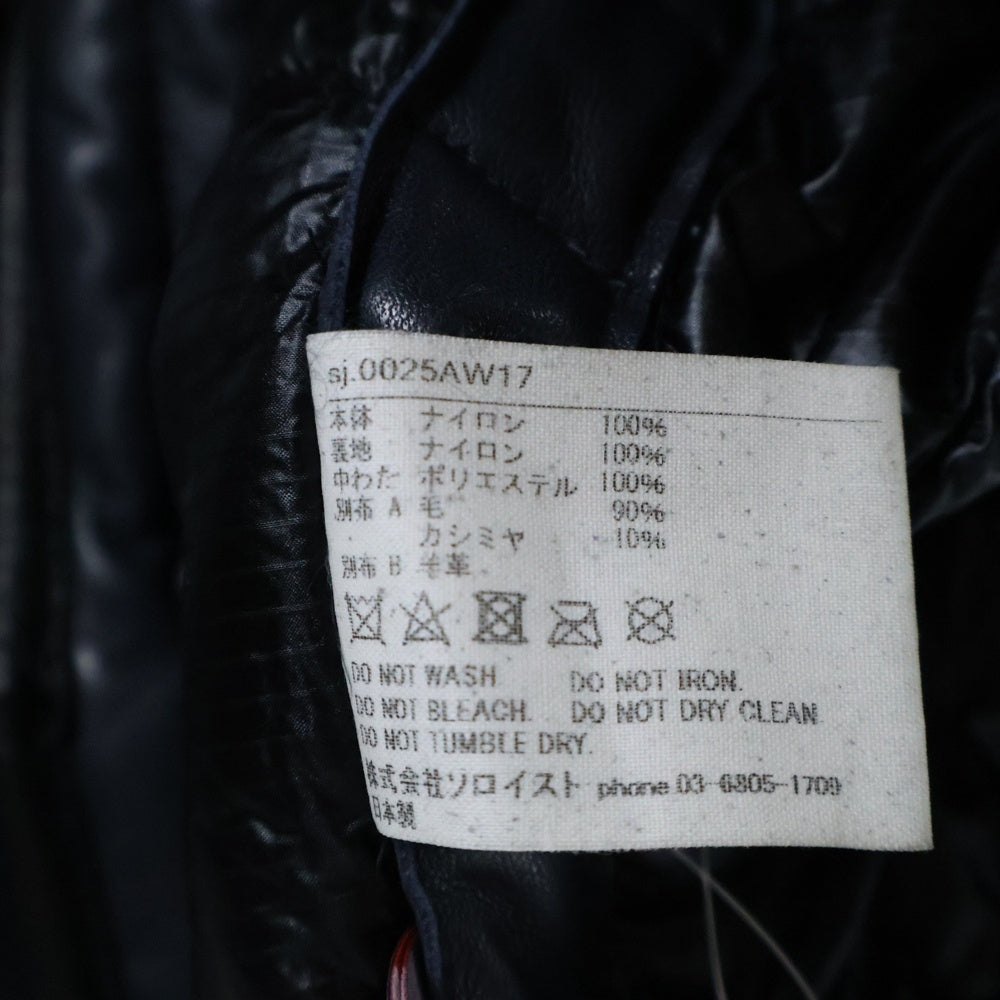 sj.0025AW17
本体 ナイロン 100%
裏地 ナイロン 100%
中わた ポリエステル 100%
別布 A 毛 90%
カシミヤ 10%
別布 B 羊革
DO NOT WASH. DO NOT IRON.
DO NOT BLEACH. DO NOT DRY CLEAN.
DO NOT TUMBLE DRY.
株式会社ソロイスト phone 03-6805-1709
日本製